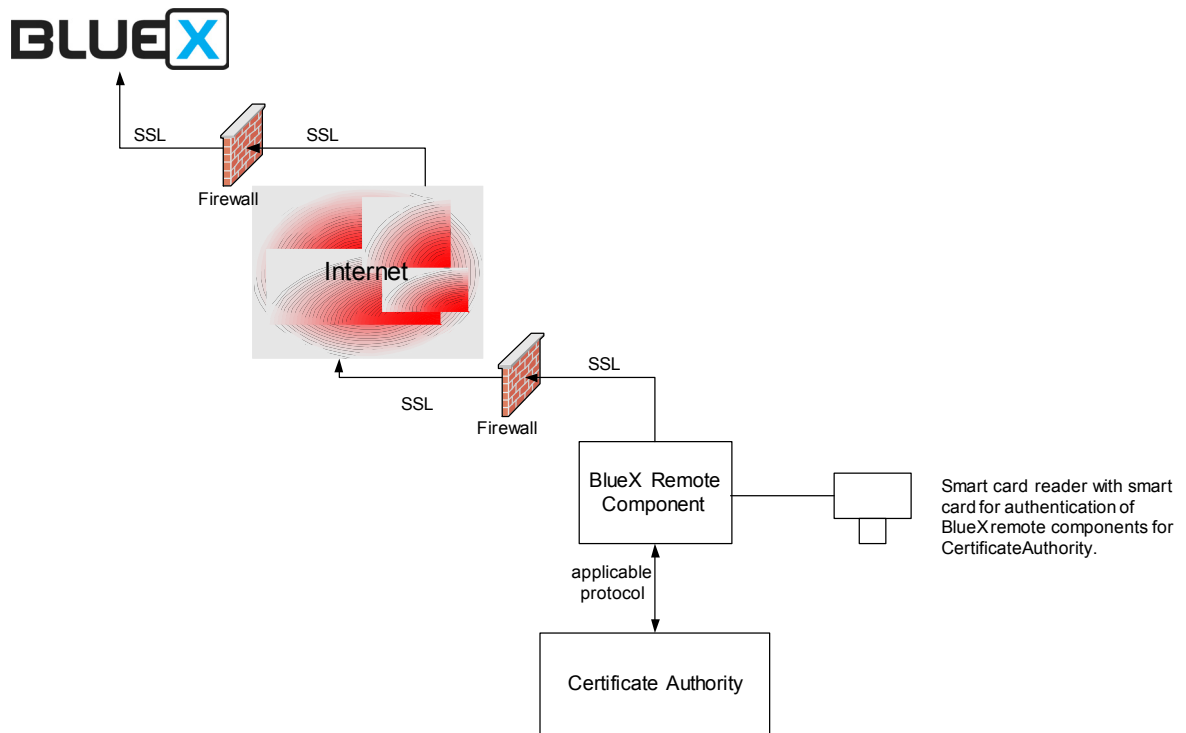 BLUEX
SSL
SSL
Firewall
Internet
SSL
SSL
Firewall
BlueX Remote
Component
Smart card reader with smart
card for authentication of
BlueX remote components for
CertificateAuthority.
applicable
protocol
Certificate Authority